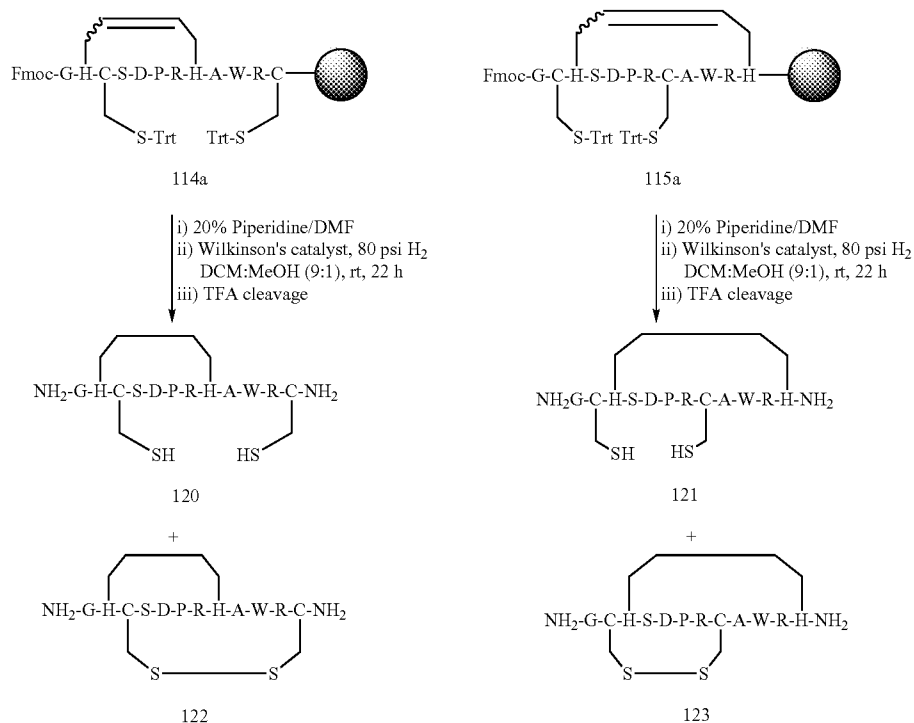 Fmoc-G-H-C-S-D-P-R-H-A-W-R-C
S-Trt Trt-S
114a
i) 20% Piperidine/DMF
ii) Wilkinson's catalyst, 80 psi H2
DCM:MeOH (9:1), rt, 22 h
iii) TFA cleavage
NH2-G-H-C-S-D-P-R-H-A-W-R-C-NH2
SH HS
120
+
NH2-G-H-C-S-D-P-R-H-A-W-R-C-NH2
S S
122
Fmoc-G-C-H-S-D-P-R-C-A-W-R-H
S-Trt Trt-S
115a
i) 20% Piperidine/DMF
ii) Wilkinson's catalyst, 80 psi H2
DCM:MeOH (9:1), rt, 22 h
iii) TFA cleavage
NH2G-C-H-S-D-P-R-C-A-W-R-H-NH2
SH HS
121
+
NH2-G-C-H-S-D-P-R-C-A-W-R-H-NH2
S S
123